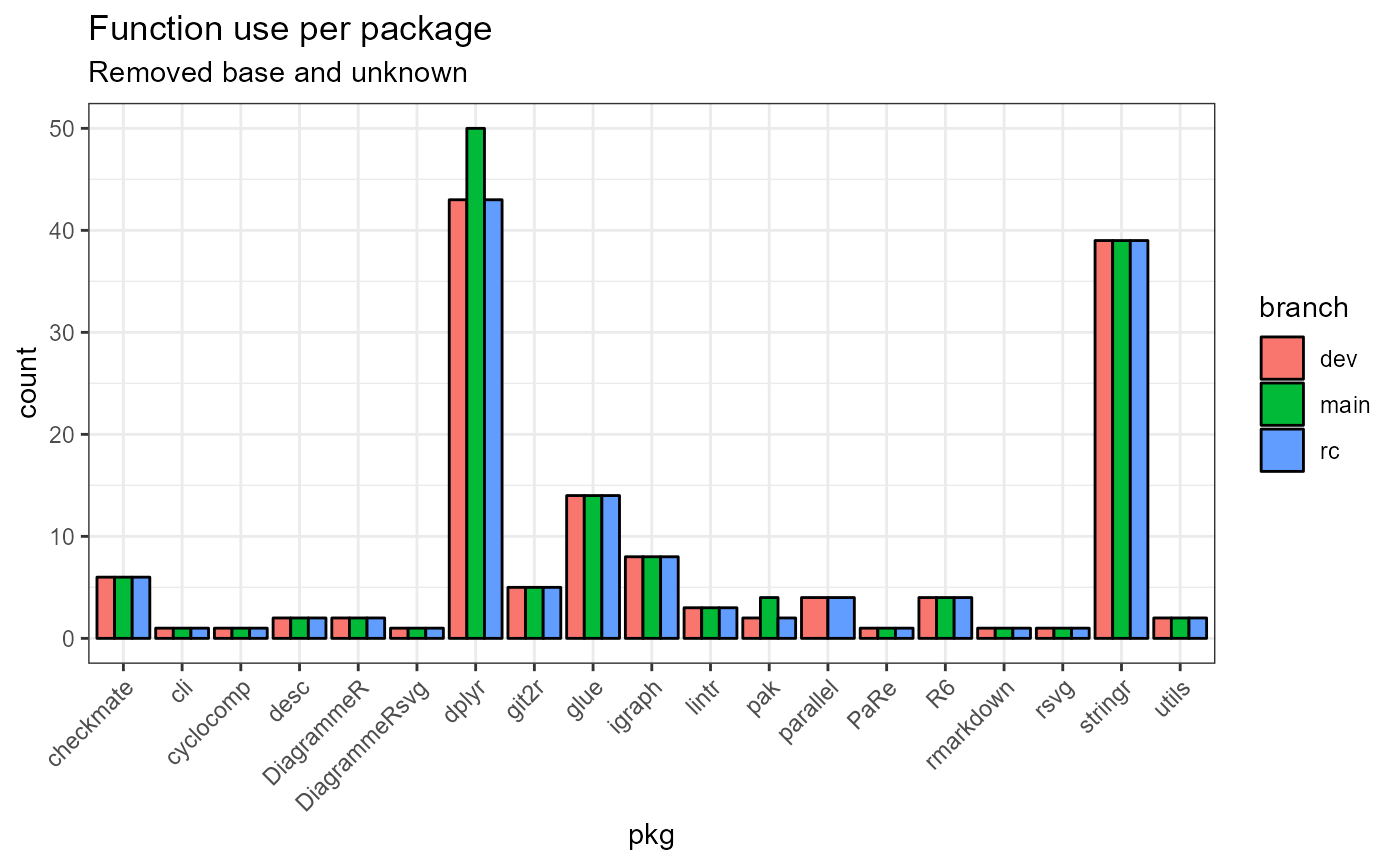 Function use per package
Removed base and unknown
50
40
30
20
10
0
count
checkmate
cli
cyclocomp
desc
DiagrammeR
DiagrammeRsvg
dplyr
git2r
glue
igraph
lintr
pak
parallel
PaRe
R6
rmarkdown
rsvg
stringr
utils
pkg
branch
dev
main
rc